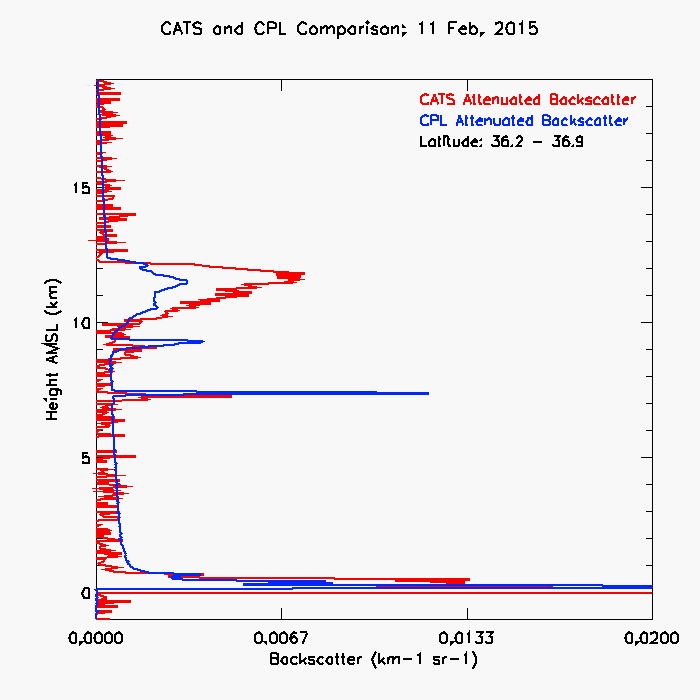 CATS and CPL Comparison; 11 Feb, 2015
CATS Attenuated Backscatter
CPL Attenuated Backscatter
Latitude: 36.2 - 36.9
15
10
5
0
Height AMSL (km)
0.0000 0.0067 0.0133 0.0200
Backscatter (km-1 sr-1)